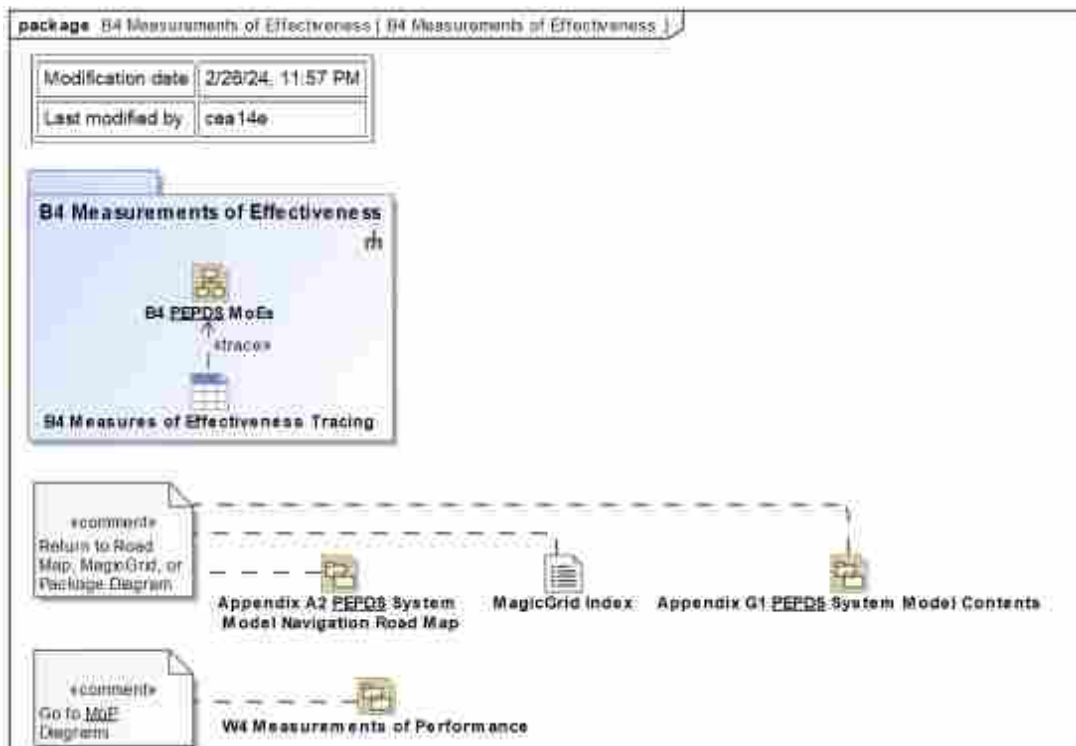 package B4 Measurements of Effectiveness [ B4 Measurements of Effectiveness ]
Modification date 2/26/24, 11:57 PM
Last modified by cea14e
B4 Measurements of Effectiveness
B4 PEPDS MoEs
«trace»
B4 Measures of Effectiveness Tracing
«comment»
Return to Road
Map, MagicGrid, or
Package Diagram
Appendix A2 PEPDS System
Model Navigation Road Map
MagicGrid Index
Appendix G1 PEPDS System Model Contents
«comment»
Go to MoP
Diagrams
W4 Measurements of Performance